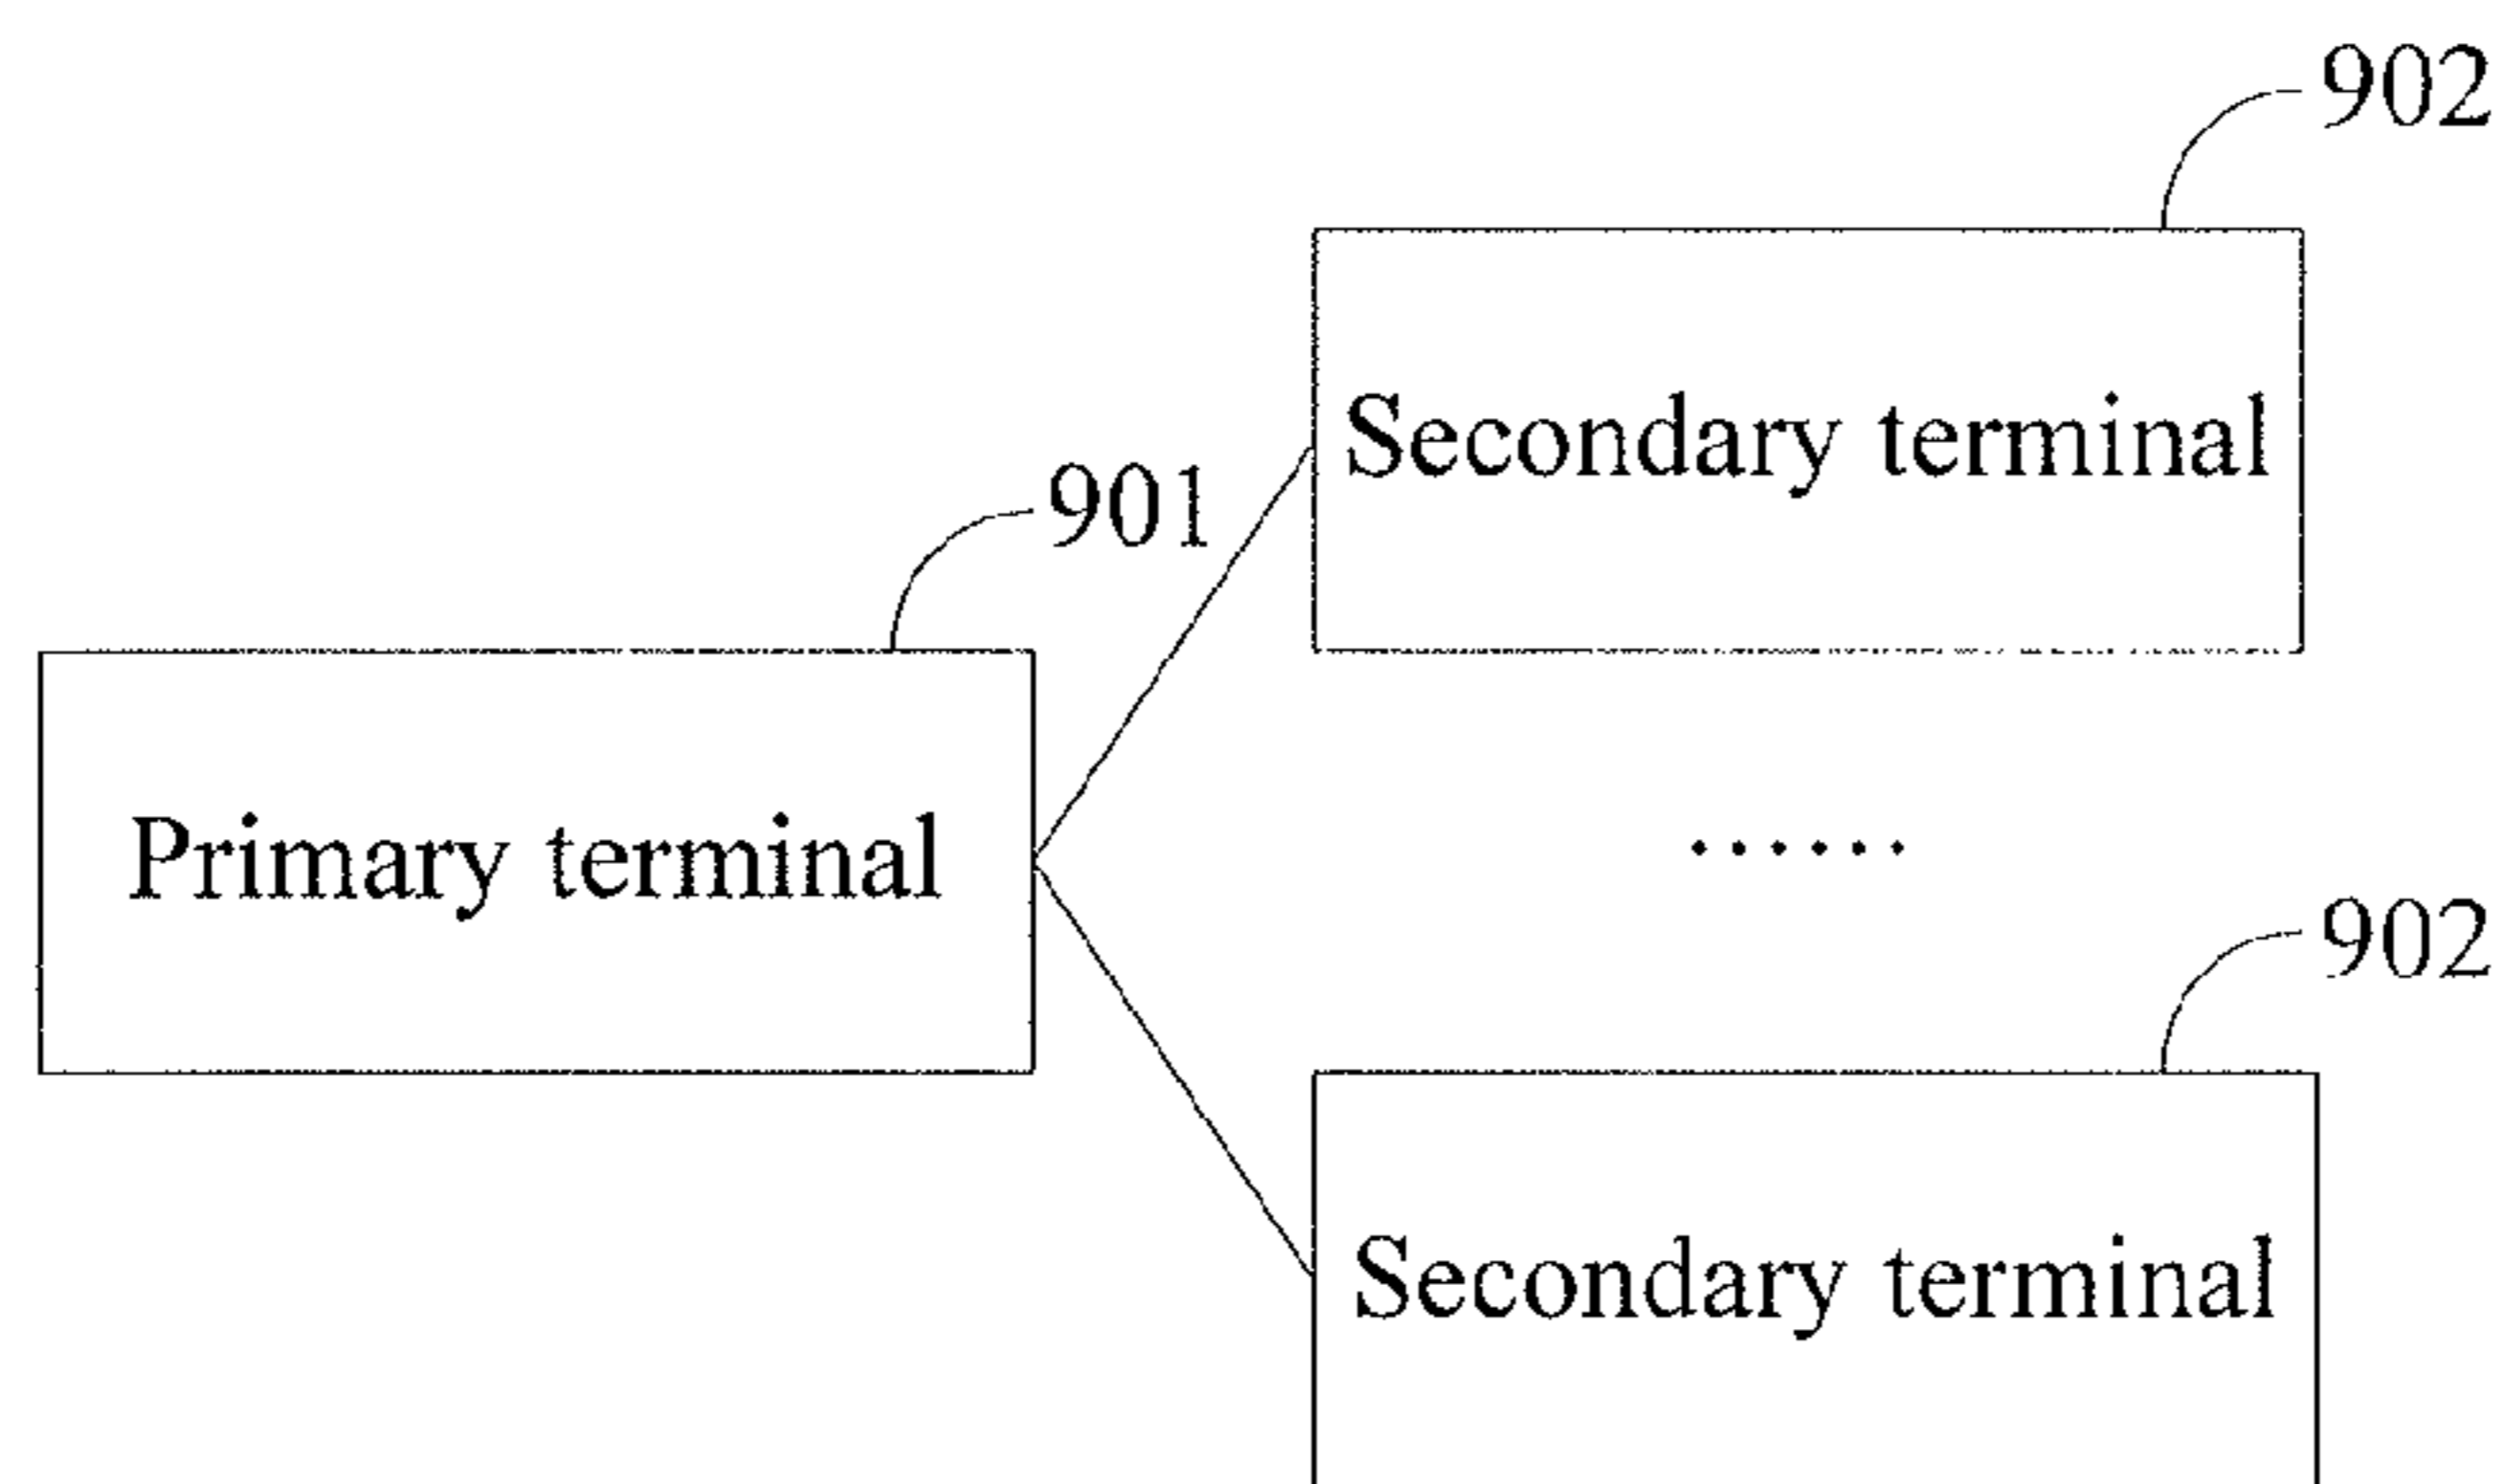 902
Secondary terminal
901
Primary terminal
......
902
Secondary terminal